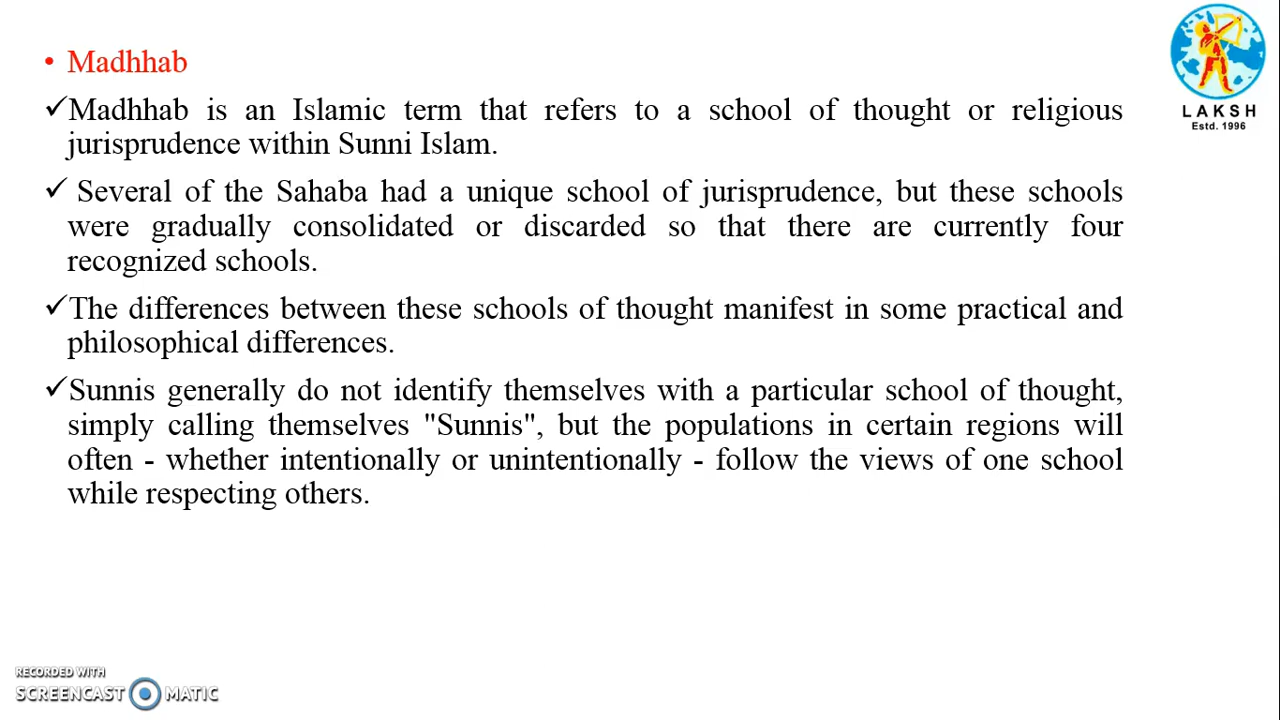 • Madhhab
✓Madhhab is an Islamic term that refers to a school of thought or religious
jurisprudence within Sunni Islam.
✓ Several of the Sahaba had a unique school of jurisprudence, but these schools
were gradually consolidated or discarded so that there are currently four
recognized schools.
✓The differences between these schools of thought manifest in some practical and
philosophical differences.
✓Sunnis generally do not identify themselves with a particular school of thought,
simply calling themselves "Sunnis", but the populations in certain regions will
often - whether intentionally or unintentionally - follow the views of one school
while respecting others.
LAKSH
Estd. 1996
RECORDED WITH
SCREENCAST MATIC